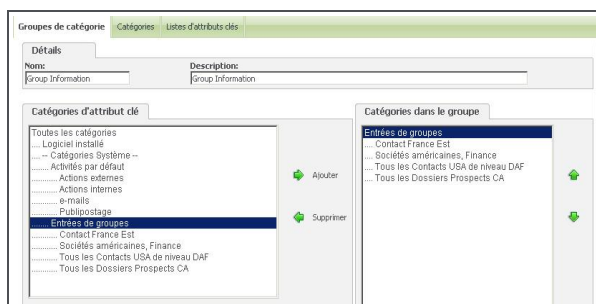 Groupes de catégorie Catégories Listes d'attributs clés
Détails
Nom: Description:
Group Information Group Information
Catégories d'attribut clé
Toutes les catégories
.... Logiciel installé
....-- Catégories Système --
........ Activités par défaut
............ Actions externes
............ Actions internes
............ e-mails
............ Publipostage
........ Entrées de groupes
............ Contact France Est
............ Sociétés américaines, Finance
............ Tous les Contacts USA de niveau DAF
............ Tous les Dossiers Prospects CA
Ajouter
Supprimer
Catégories dans le groupe
Entrées de groupes
.... Contact France Est
.... Sociétés américaines, Finance
.... Tous les Contacts USA de niveau DAF
.... Tous les Dossiers Prospects CA